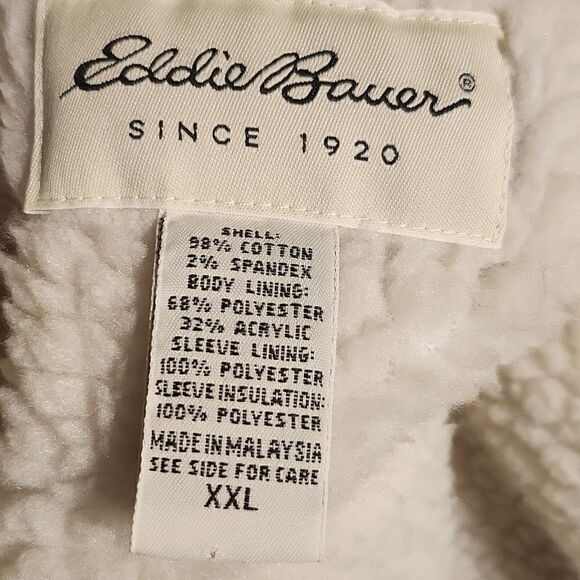 Eddie Bauer®
SINCE 1920
SHELL:
98% COTTON
2% SPANDEX
BODY LINING:
68% POLYESTER
32% ACRYLIC
SLEEVE LINING:
100% POLYESTER
SLEEVE INSULATION:
100% POLYESTER
MADE IN MALAYSIA
SEE SIDE FOR CARE
XXL